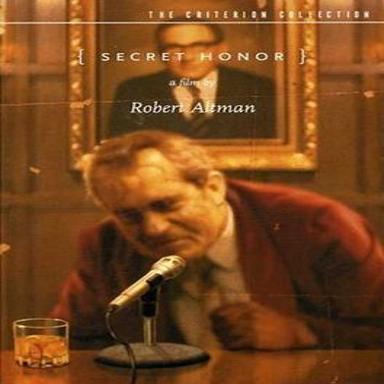 THE CRITERION COLLECTION
{ SECRET HONOR }
a film by
Robert Altman